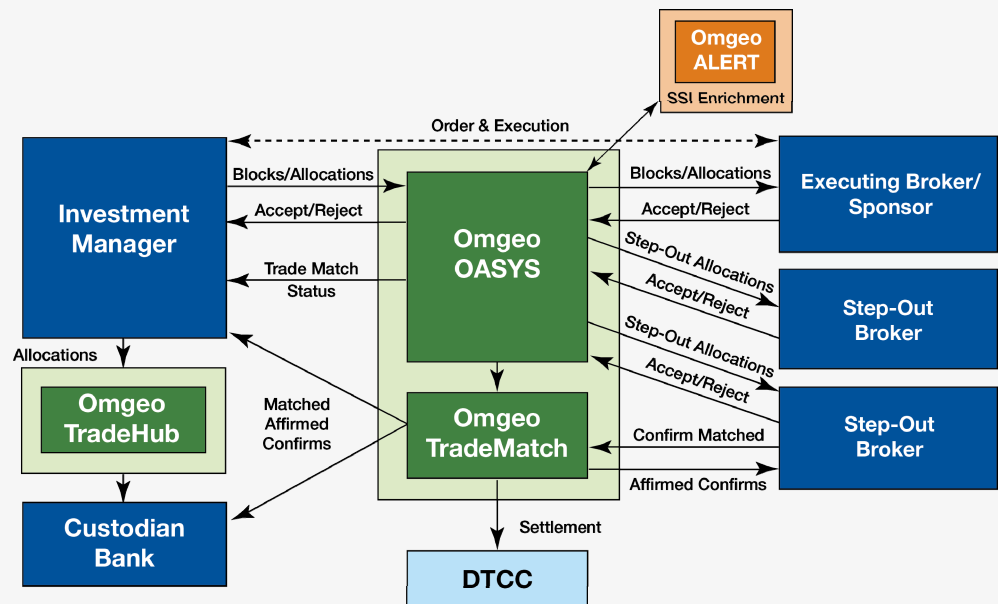 Omgeo
ALERT
SSI Enrichment
Order & Execution
Investment
Manager
Blocks/Allocations
Accept/Reject
Trade Match
Status
Omgeo
OASYS
Blocks/Allocations
Accept/Reject
Executing Broker/
Sponsor
Step-Out Allocations
Accept/Reject
Step-Out
Broker
Step-Out Allocations
Accept/Reject
Step-Out
Broker
Allocations
Omgeo
TradeHub
Matched
Affirmed
Confirms
Omgeo
TradeMatch
Confirm Matched
Affirmed Confirms
Custodian
Bank
Settlement
DTCC